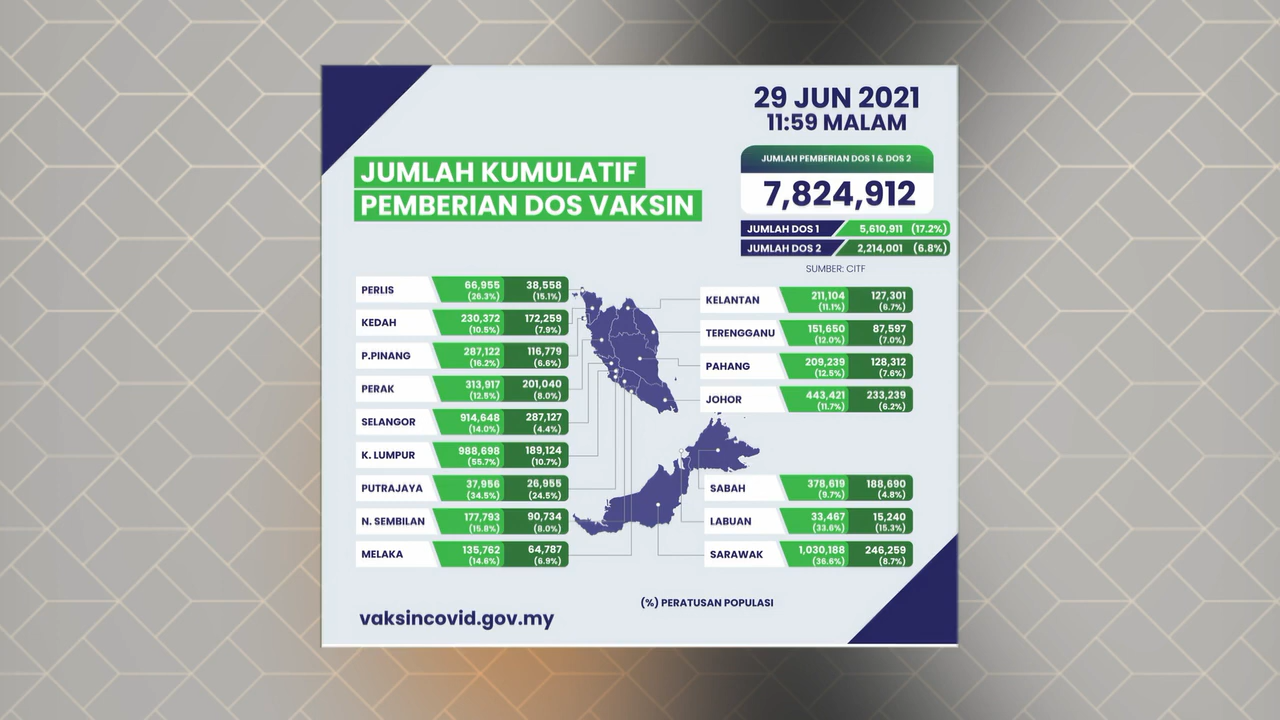 29 JUN 2021
11:59 MALAM
JUMLAH KUMULATIF
PEMBERIAN DOS VAKSIN
JUMLAH PEMBERIAN DOS 1 & DOS 2
7,824,912
JUMLAH DOS 1 5,610,911 (17.2%)
JUMLAH DOS 2 2,214,001 (6.8%)
SUMBER: CITF
PERLIS 66,955 (26.3%) 38,558 (15.1%)
KEDAH 230,372 (10.5%) 172,259 (7.9%)
P.PINANG 287,122 (16.2%) 116,779 (6.6%)
PERAK 313,917 (12.5%) 201,040 (8.0%)
SELANGOR 914,648 (14.0%) 287,127 (4.4%)
K. LUMPUR 988,698 (55.7%) 189,124 (10.7%)
PUTRAJAYA 37,956 (34.5%) 26,955 (24.5%)
N. SEMBILAN 177,793 (15.8%) 90,734 (8.0%)
MELAKA 135,762 (14.6%) 64,787 (6.9%)
KELANTAN 211,104 (11.1%) 127,301 (6.7%)
TERENGGANU 151,650 (12.0%) 87,597 (7.0%)
PAHANG 209,239 (12.5%) 128,312 (7.6%)
JOHOR 443,421 (11.7%) 233,239 (6.2%)
SABAH 378,619 (9.7%) 188,690 (4.8%)
LABUAN 33,467 (33.6%) 15,240 (15.3%)
SARAWAK 1,030,188 (36.6%) 246,259 (8.7%)
(%) PERATUSAN POPULASI
vaksincovid.gov.my